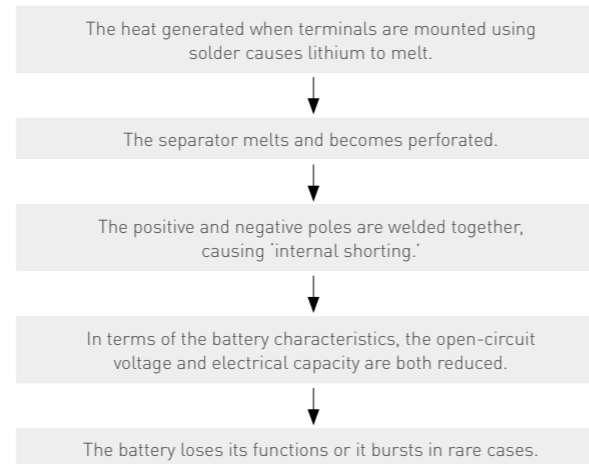 The heat generated when terminals are mounted using
solder causes lithium to melt.
The separator melts and becomes perforated.
The positive and negative poles are welded together,
causing ‘internal shorting.’
In terms of the battery characteristics, the open-circuit
voltage and electrical capacity are both reduced.
The battery loses its functions or it bursts in rare cases.